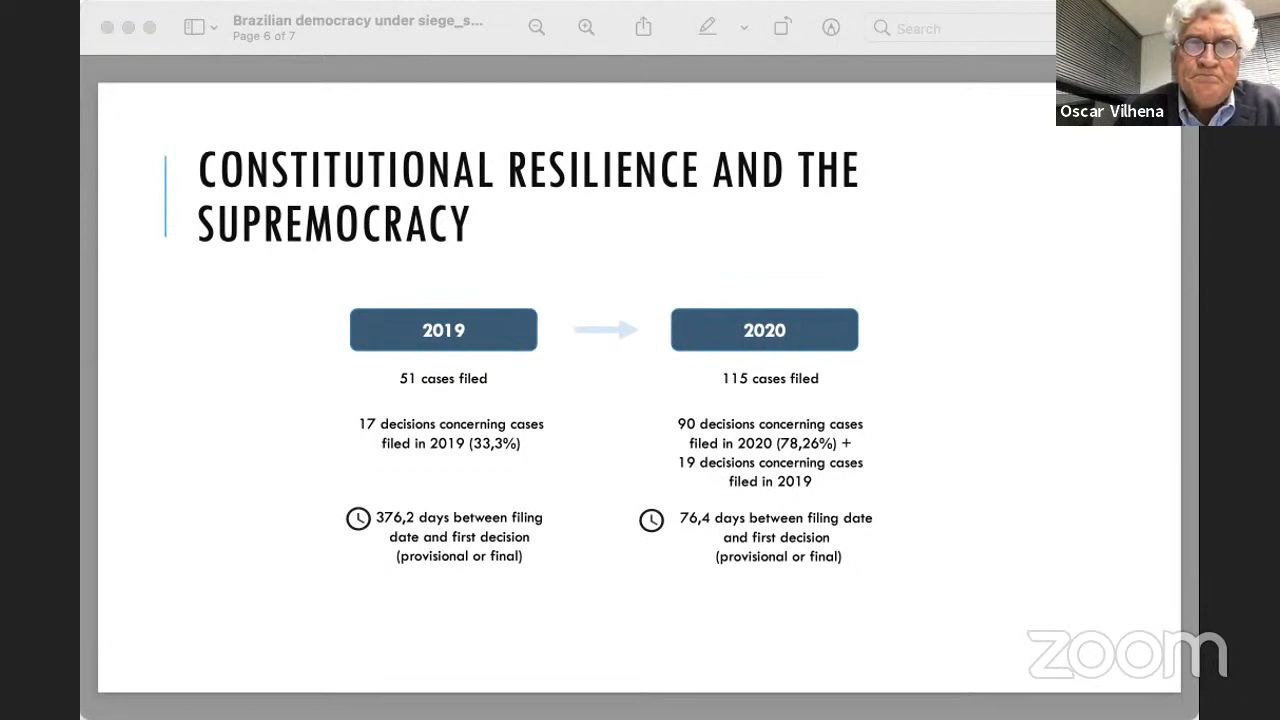 Brazilian democracy under siege_s...
Page 6 of 7
Search
Oscar Vilhena
CONSTITUTIONAL RESILIENCE AND THE
SUPREMOCRACY
2019
51 cases filed
17 decisions concerning cases
filed in 2019 (33,3%)
376,2 days between filing
date and first decision
(provisional or final)
2020
115 cases filed
90 decisions concerning cases
filed in 2020 (78,26%) +
19 decisions concerning cases
filed in 2019
76,4 days between filing date
and first decision
(provisional or final)
zoom